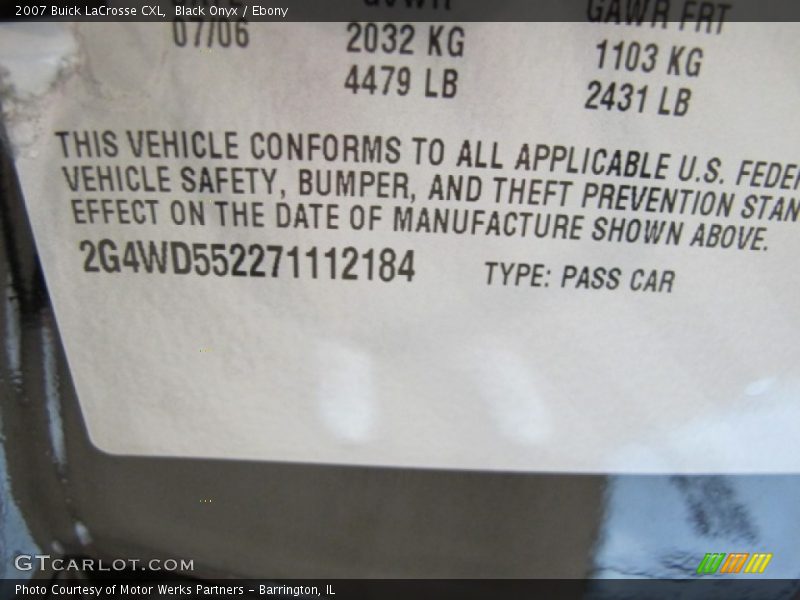 2007 Buick LaCrosse CXL, Black Onyx / Ebony
GVWR GAWR FRT
07/06 2032 KG 1103 KG
4479 LB 2431 LB
THIS VEHICLE CONFORMS TO ALL APPLICABLE U.S.
VEHICLE SAFETY, BUMPER, AND THEFT PREVENTION
EFFECT ON THE DATE OF MANUFACTURE SHOWN ABOVE.
2G4WD552271112184 TYPE: PASS CAR
GTCARLOT.COM
Photo Courtesy of Motor Werks Partners - Barrington, IL